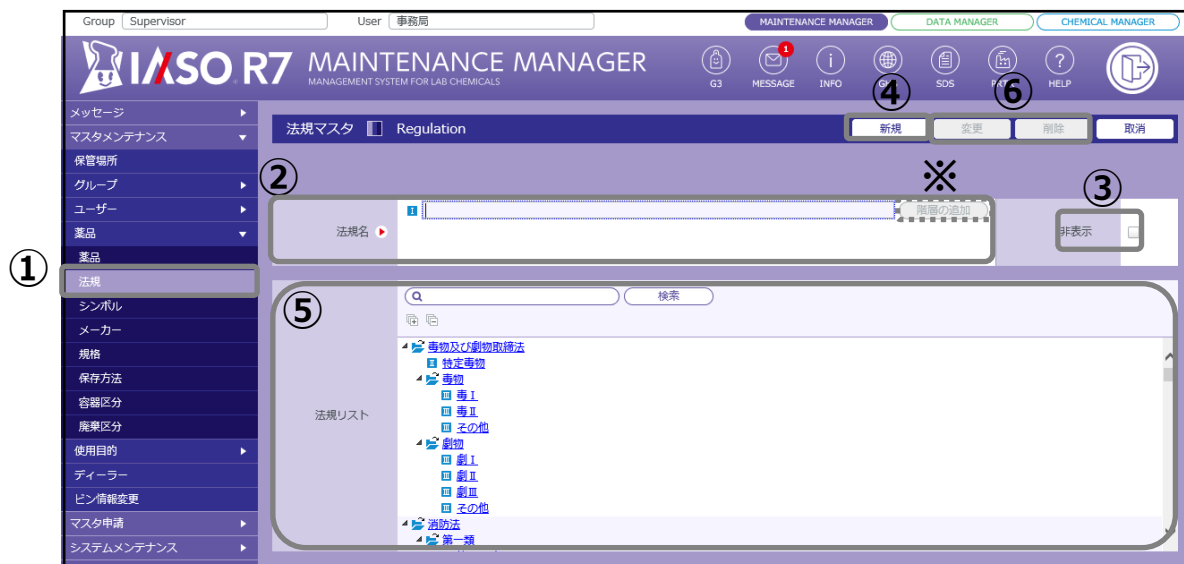 Group Supervisor User 事務局 MAINTENANCE MANAGER DATA MANAGER CHEMICAL MANAGER
IASO R7 MAINTENANCE MANAGER
MANAGEMENT SYSTEM FOR LAB CHEMICALS
G3 MESSAGE 1 INFO SDS HELP
④ ⑥
メッセージ
マスタメンテナンス
法規マスタ Regulation 新規 変更 削除 取消
保管場所
グループ
② ※ ③
ユーザー
I 階層の追加
薬品
法規名 非表示
薬品
①
法規
シンボル
⑤ 検索
メーカー
規格
保存方法
容器区分
廃棄区分
使用目的
ディーラー
ビン情報変更
マスタ申請
システムメンテナンス
法規リスト
毒物及び劇物取締法
II 特定毒物
毒物
III 毒Ⅰ
III 毒Ⅱ
III その他
劇物
III 劇Ⅰ
III 劇Ⅱ
III 劇Ⅲ
III その他
消防法
第一類